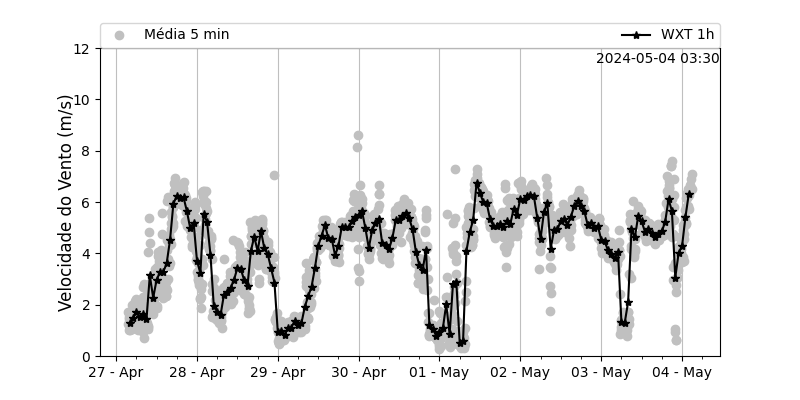 Média 5 min
WXT 1h
2024-05-04 03:30
Velocidade do Vento (m/s)
12
10
8
6
4
2
0
27 - Apr 28 - Apr 29 - Apr 30 - Apr 01 - May 02 - May 03 - May 04 - May